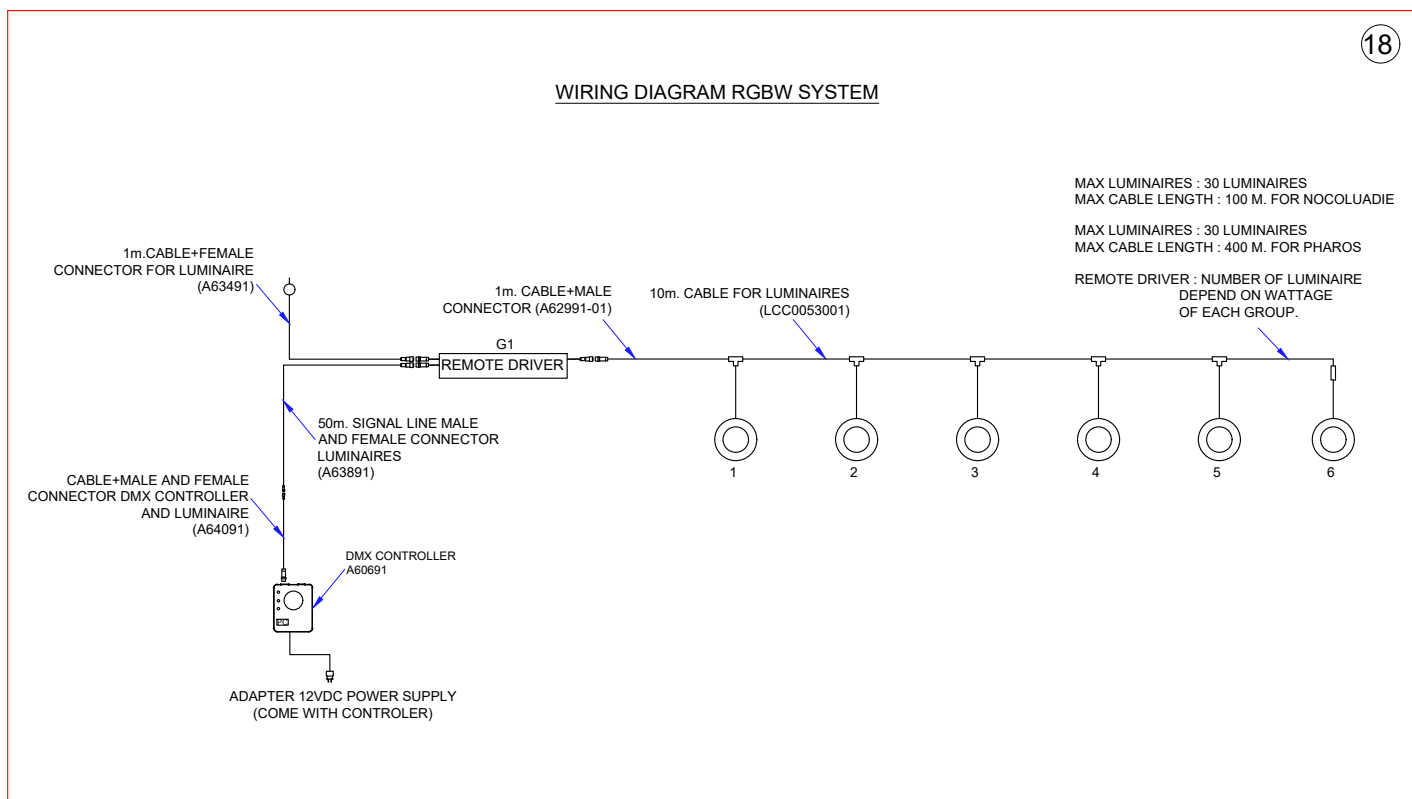 18
WIRING DIAGRAM RGBW SYSTEM
MAX LUMINAIRES : 30 LUMINAIRES
MAX CABLE LENGTH : 100 M. FOR NOCOLUADIE
MAX LUMINAIRES : 30 LUMINAIRES
MAX CABLE LENGTH : 400 M. FOR PHAROS
REMOTE DRIVER : NUMBER OF LUMINAIRE
DEPEND ON WATTAGE
OF EACH GROUP.
1m.CABLE+FEMALE
CONNECTOR FOR LUMINAIRE
(A63491)
1m. CABLE+MALE
CONNECTOR (A62991-01)
10m. CABLE FOR LUMINAIRES
(LCC0053001)
G1
REMOTE DRIVER
50m. SIGNAL LINE MALE
AND FEMALE CONNECTOR
LUMINAIRES
(A63891)
1
2
3
4
5
6
CABLE+MALE AND FEMALE
CONNECTOR DMX CONTROLLER
AND LUMINAIRE
(A64091)
DMX CONTROLLER
A60691
ADAPTER 12VDC POWER SUPPLY
(COME WITH CONTROLER)